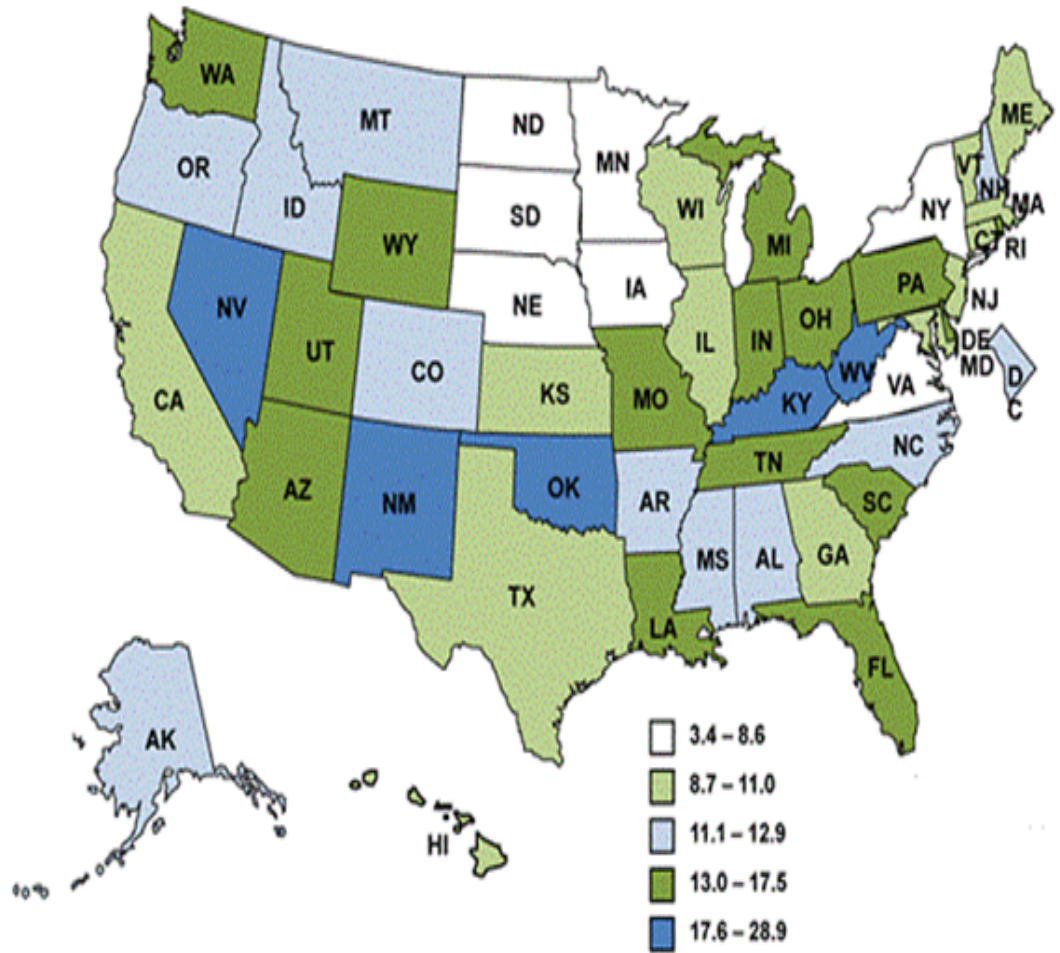 WA
MT
ND
MN
ME
OR
ID
SD
WI
VT
NH
MA
NY
WY
MI
CT
RI
IA
PA
NE
NJ
NV
UT
CO
IL
IN
OH
DE
MD
D
C
CA
KS
MO
KY
WV
VA
AZ
NM
OK
AR
TN
NC
SC
MS
AL
GA
TX
LA
FL
AK
HI
3.4 – 8.6
8.7 – 11.0
11.1 – 12.9
13.0 – 17.5
17.6 – 28.9